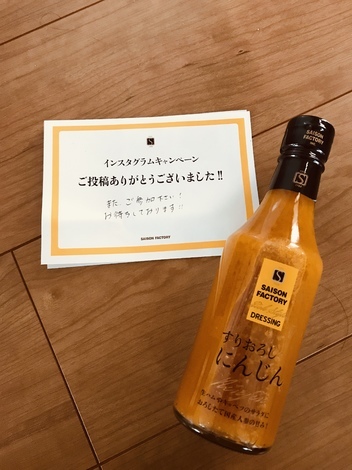 インスタグラムキャンペーン
ご投稿ありがとうございました!!
また ご参加下さい!
お待ちしております!!
SAISON FACTORY
SAISON
FACTORY
S
SAISON
FACTORY
DRESSING
すりおろし
にんじん